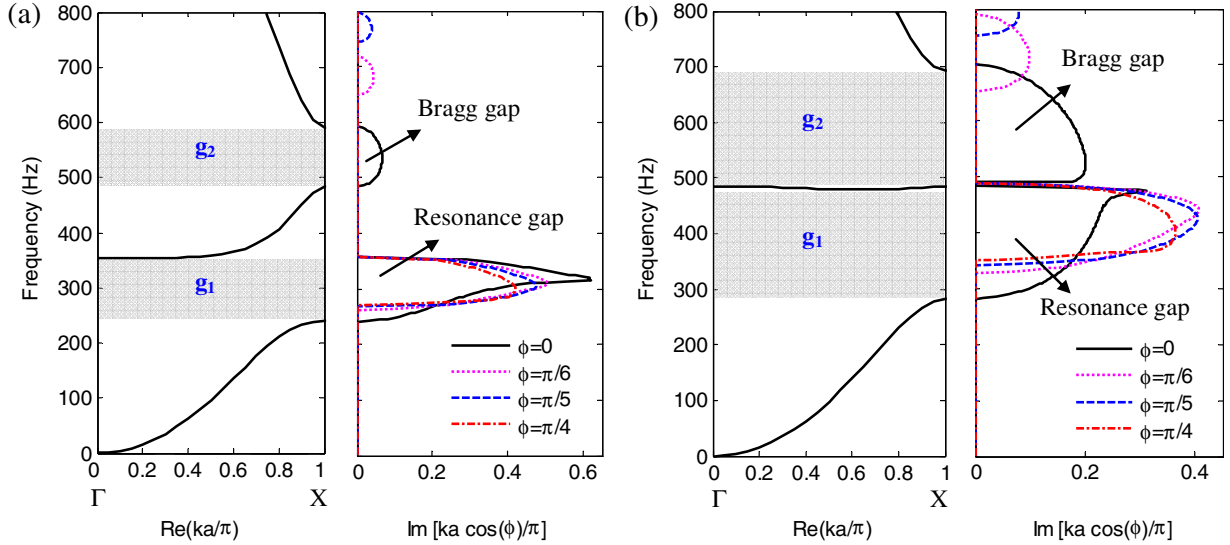 (a)
800
700
600
500
400
300
200
100
0
Frequency (Hz)
g2
g1
0 0.2 0.4 0.6 0.8 1
Γ X
Re(ka/π)
Bragg gap
Resonance gap
ϕ=0
ϕ=π/6
ϕ=π/5
ϕ=π/4
0.2 0.4 0.6
Im [ka cos(ϕ)/π]
(b)
800
700
600
500
400
300
200
100
0
Frequency (Hz)
g2
g1
0 0.2 0.4 0.6 0.8 1
Γ X
Re(ka/π)
Bragg gap
Resonance gap
ϕ=0
ϕ=π/6
ϕ=π/5
ϕ=π/4
0 0.2 0.4
Im [ka cos(ϕ)/π]